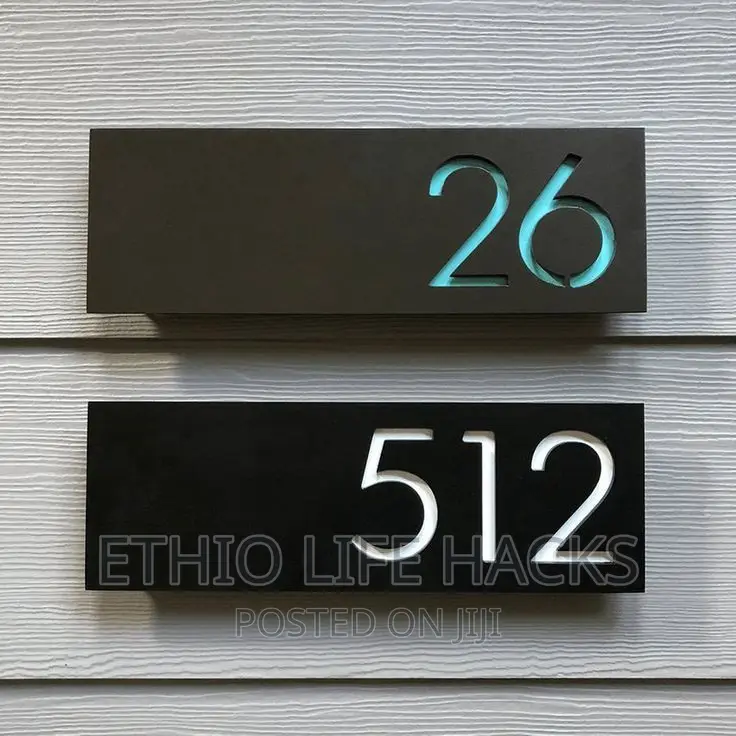 26
512
ETHIO LIFE HACKS
POSTED ON JIJI